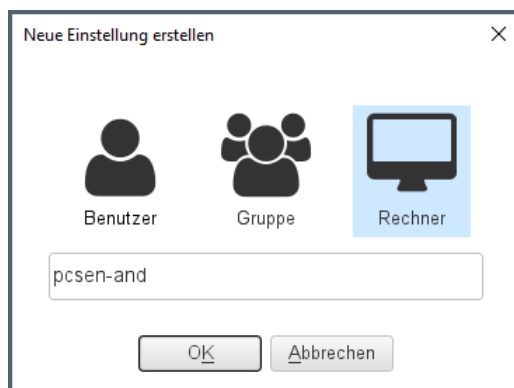 Neue Einstellung erstellen
Benutzer Gruppe Rechner
pcsen-and
OK Abbrechen